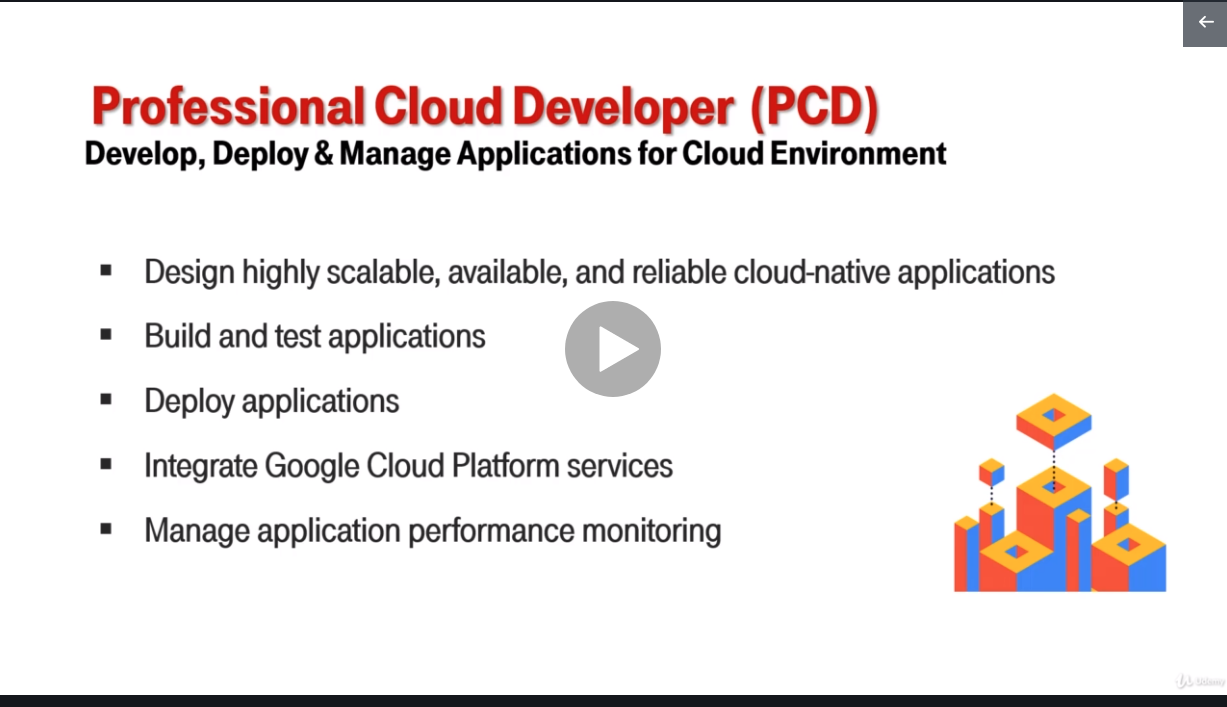 Professional Cloud Developer (PCD)
Develop, Deploy & Manage Applications for Cloud Environment
▪ Design highly scalable, available, and reliable cloud-native applications
▪ Build and test applications
▪ Deploy applications
▪ Integrate Google Cloud Platform services
▪ Manage application performance monitoring
Udemy